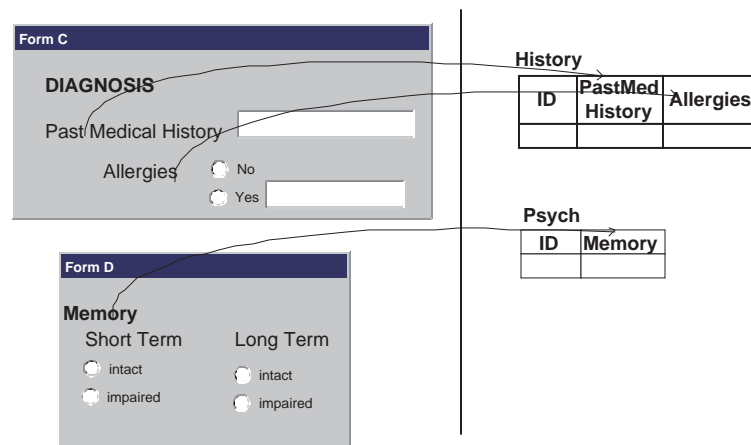 Form C
DIAGNOSIS
Past Medical History
Allergies
No
Yes
History
ID PastMed History Allergies
Psych
ID Memory
Form D
Memory
Short Term Long Term
intact intact
impaired impaired